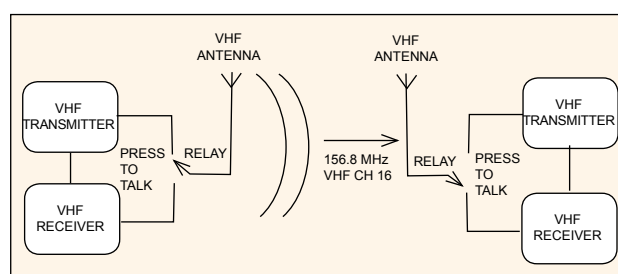 VHF
ANTENNA
VHF
TRANSMITTER
PRESS
TO
TALK
RELAY
VHF
RECEIVER
156.8 MHz
VHF CH 16
VHF
ANTENNA
RELAY
PRESS
TO
TALK
VHF
TRANSMITTER
VHF
RECEIVER